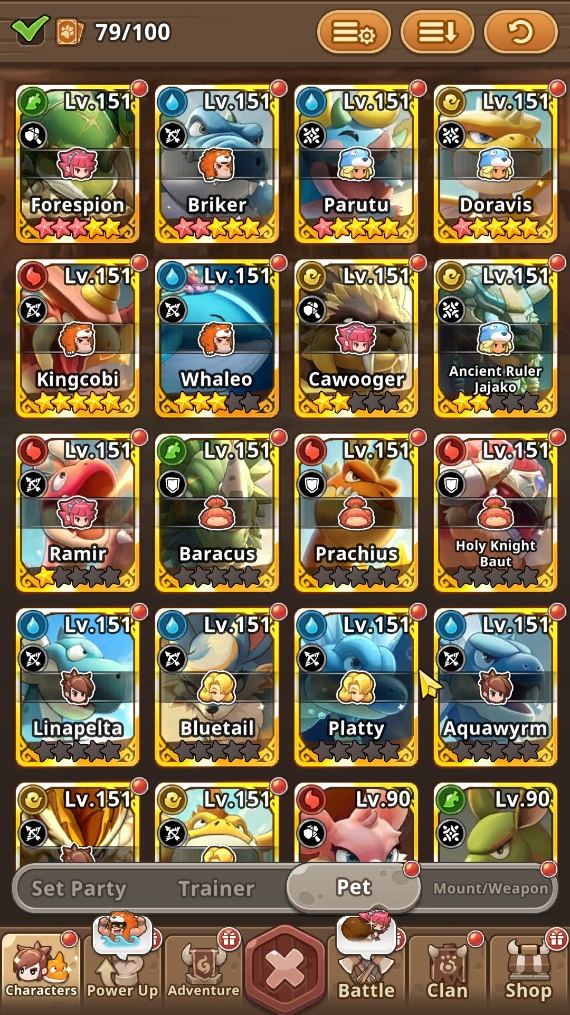 79/100
Lv.151 Lv.151 Lv.151 Lv.151
Forespion Briker Parutu Doravis
Lv.151 Lv.151 Lv.151 Lv.151
Kingcobi Whaleo Cawooger Ancient Ruler
Jajako
Lv.151 Lv.151 Lv.151 Lv.151
Ramir Baracus Prachius Holy Knight
Baut
Lv.151 Lv.151 Lv.151 Lv.151
Linapelta Bluetail Platty Aquawyrm
Lv.151 Lv.151 Lv.90 Lv.90
Set Party Trainer Pet Mount/Weapon
Characters Power Up Adventure Battle Clan Shop